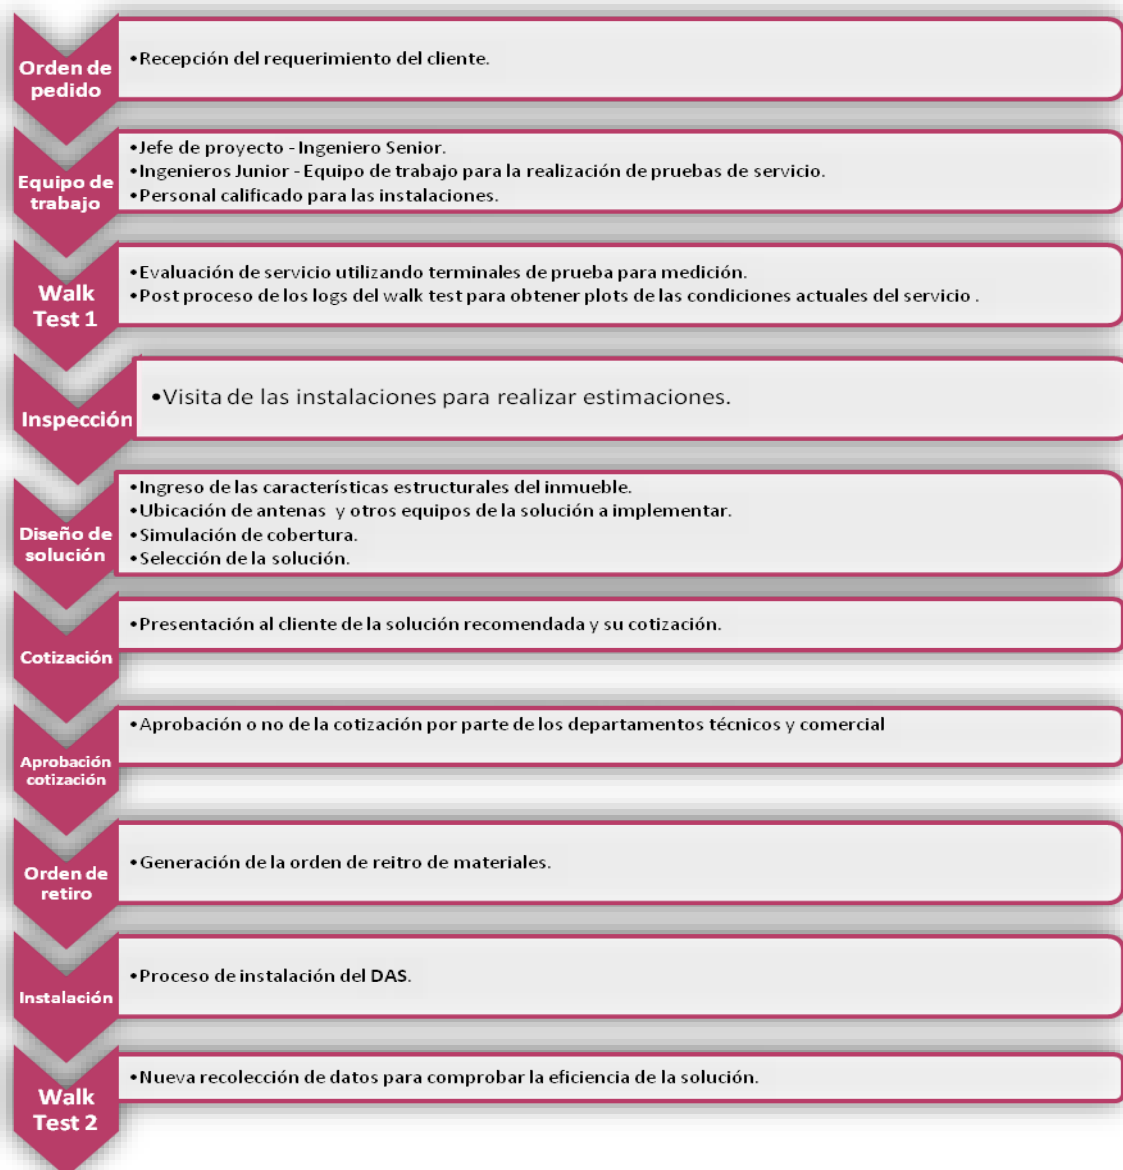 Orden de
pedido
•Recepción del requerimiento del cliente.
Equipo de
trabajo
•Jefe de proyecto - Ingeniero Senior.
•Ingenieros Junior - Equipo de trabajo para la realización de pruebas de servicio.
•Personal calificado para las instalaciones.
Walk
Test 1
•Evaluación de servicio utilizando terminales de prueba para medición.
•Post proceso de los logs del walk test para obtener plots de las condiciones actuales del servicio .
Inspección
•Visita de las instalaciones para realizar estimaciones.
Diseño de
solución
•Ingreso de las características estructurales del inmueble.
•Ubicación de antenas y otros equipos de la solución a implementar.
•Simulación de cobertura.
•Selección de la solución.
Cotización
•Presentación al cliente de la solución recomendada y su cotización.
Aprobación
cotización
•Aprobación o no de la cotización por parte de los departamentos técnicos y comercial
Orden de
retiro
•Generación de la orden de reitro de materiales.
Instalación
•Proceso de instalación del DAS.
Walk
Test 2
•Nueva recolección de datos para comprobar la eficiencia de la solución.